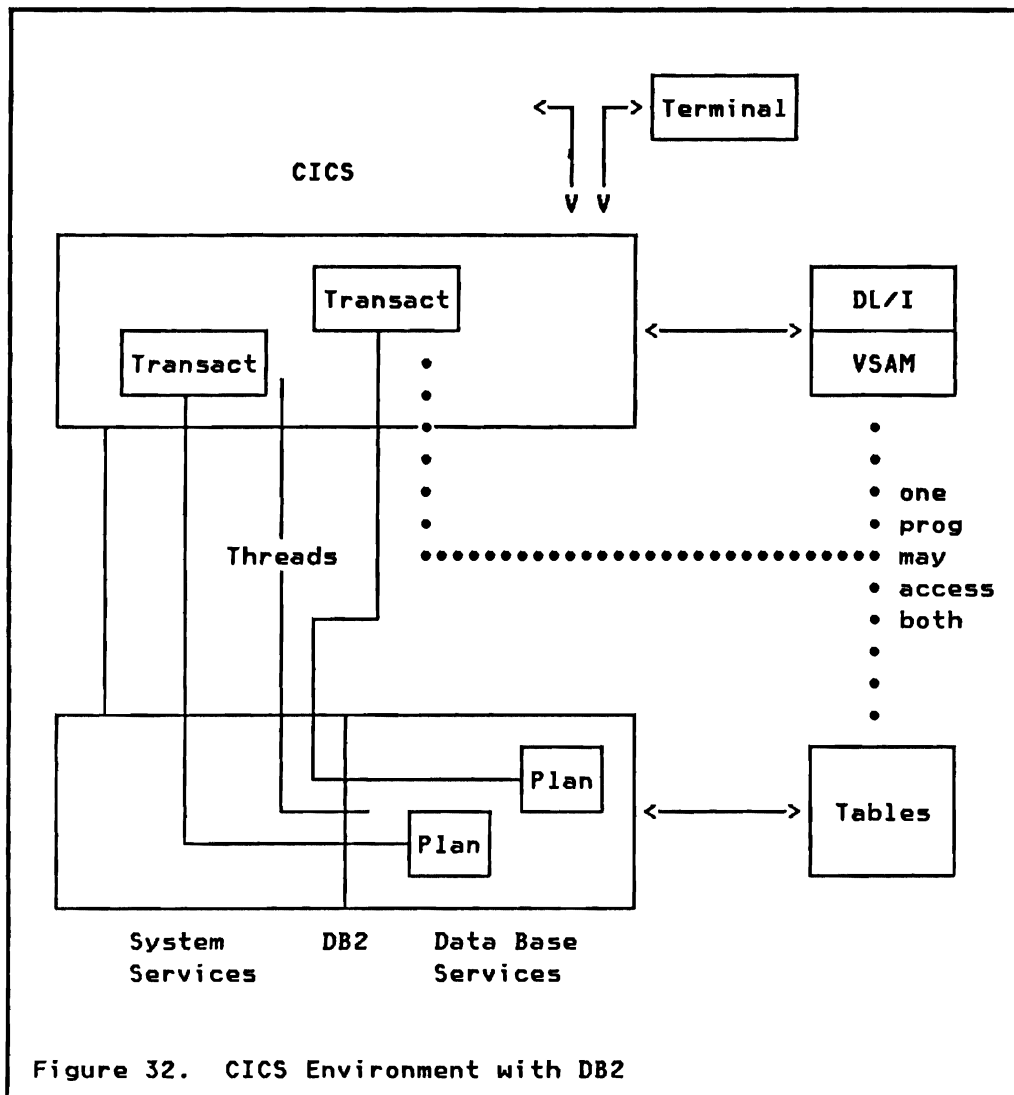 Terminal
CICS
Transact
DL/I
Transact
VSAM
one
prog
Threads
may
access
both
Plan
Tables
Plan
System DB2 Data Base
Services Services
Figure 32. CICS Environment with DB2